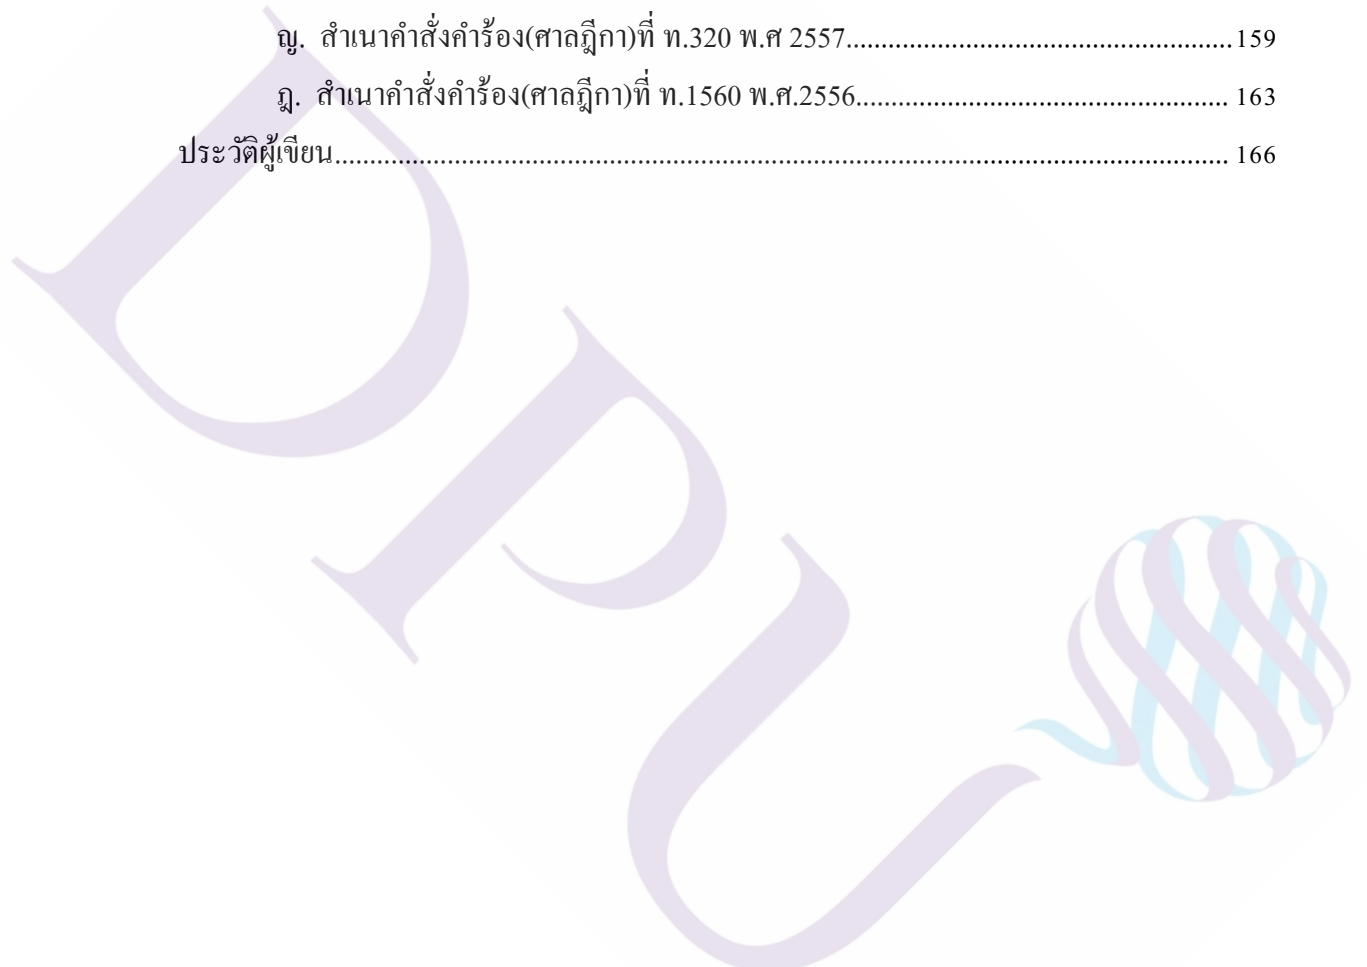 ญ. สำเนาคำสั่งคำร้อง(ศาลฎีกา)ที่ ท.320 พ.ศ 2557.......................................................159
ฎ. สำเนาคำสั่งคำร้อง(ศาลฎีกา)ที่ ท.1560 พ.ศ.2556..................................................... 163
ประวัติผู้เขียน............................................................................................................................... 166
DPU